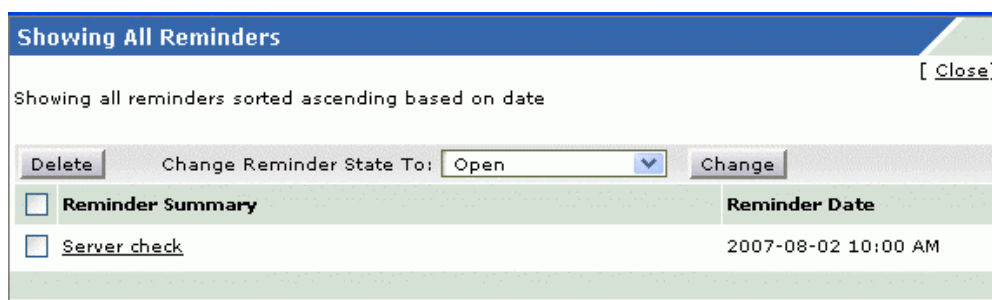 Showing All Reminders
[ Close]
Showing all reminders sorted ascending based on date
Delete Change Reminder State To: Open Change
Reminder Summary Reminder Date
Server check 2007-08-02 10:00 AM